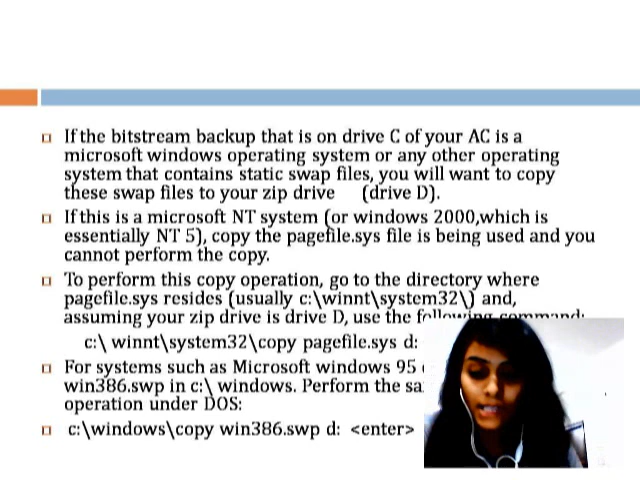 If the bitstream backup that is on drive C of your AC is a
microsoft windows operating system or any other operating
system that contains static swap files, you will want to copy
these swap files to your zip drive (drive D).
If this is a microsoft NT system (or windows 2000,which is
essentially NT 5), copy the pagefile.sys file is being used and you
cannot perform the copy.
To perform this copy operation, go to the directory where
pagefile.sys resides (usually c:\winnt\system32\) and,
assuming your zip drive is drive D, use the following command:
c:\ winnt\system32\copy pagefile.sys d:
For systems such as Microsoft windows 95
win386.swp in c:\ windows. Perform the
operation under DOS:
c:\windows\copy win386.swp d: <enter>